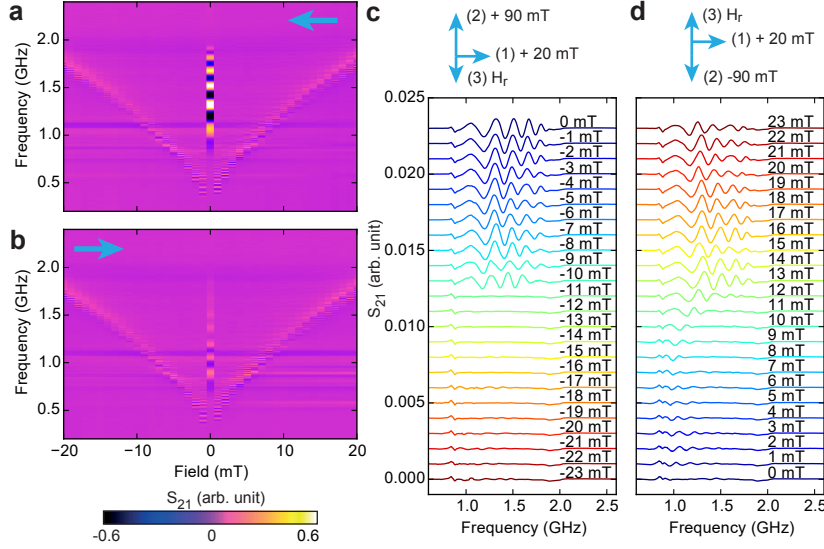 a
2.0
1.5
1.0
0.5
Frequency (GHz)
b
2.0
1.5
1.0
0.5
Frequency (GHz)
−20
−10
0
10
20
Field (mT)
S21 (arb. unit)
-0.6
0
0.6
c
(2) + 90 mT
(1) + 20 mT
(3) Hr
0.025
0.020
0.015
0.010
0.005
0.000
S21 (arb. unit)
0 mT
-1 mT
-2 mT
-3 mT
-4 mT
-5 mT
-6 mT
-7 mT
-8 mT
-9 mT
-10 mT
-11 mT
-12 mT
-13 mT
-14 mT
-15 mT
-16 mT
-17 mT
-18 mT
-19 mT
-20 mT
-21 mT
-22 mT
-23 mT
1.0
1.5
2.0
2.5
Frequency (GHz)
d
(3) Hr
(1) + 20 mT
(2) -90 mT
23 mT
22 mT
21 mT
20 mT
19 mT
18 mT
17 mT
16 mT
15 mT
14 mT
13 mT
12 mT
11 mT
10 mT
9 mT
8 mT
7 mT
6 mT
5 mT
4 mT
3 mT
2 mT
1 mT
0 mT
1.0
1.5
2.0
2.5
Frequency (GHz)